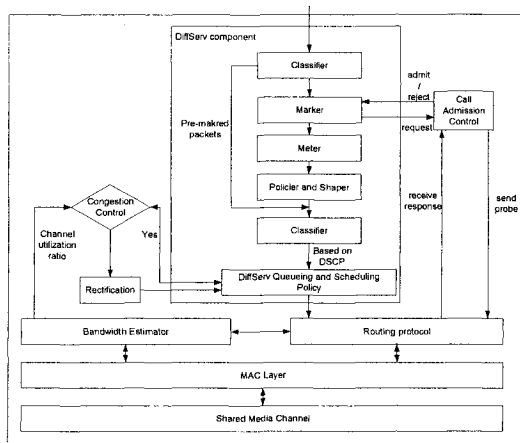 DiffServ component
Classifier
admit
/
reject
Marker
Call
Admission
Control
Pre-makred
packets
request
Meter
Policier and Shaper
receive
response
send
probe
Congestion
Control
Classifier
Channel
utilization
ratio
Yes
Based on
DSCP
Rectification
DiffServ Queueing and Scheduling
Policy
Bandwidth Estimator
Routing protocol
MAC Layer
Shared Media Channel